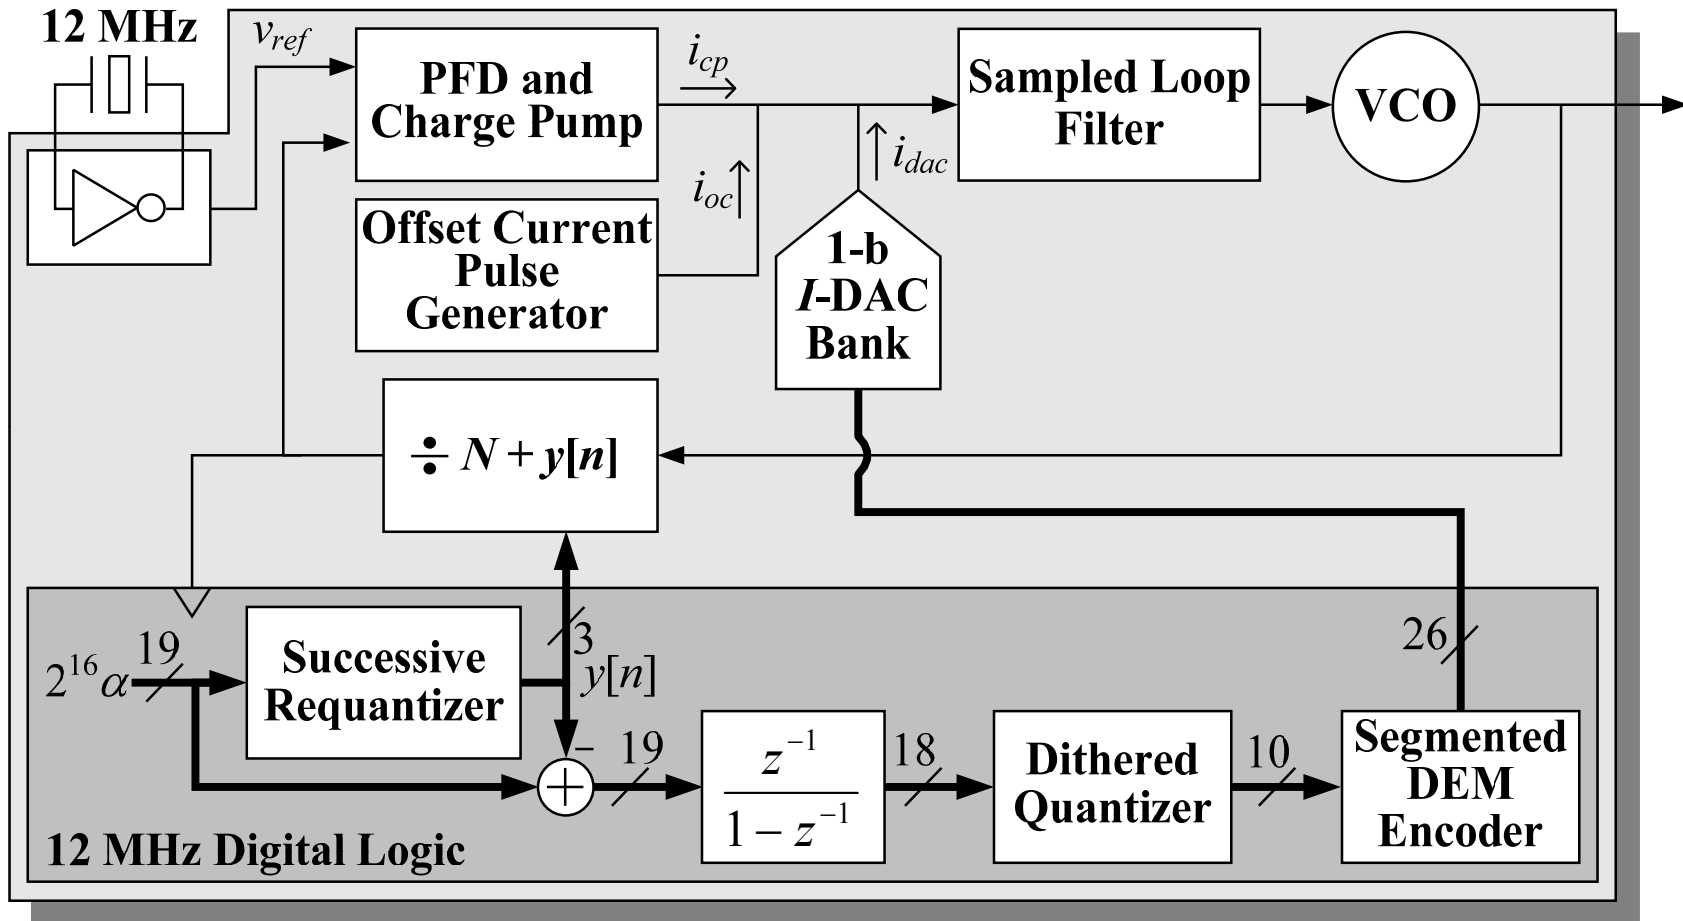 12 MHz
v_ref
PFD and
Charge Pump
i_cp
Sampled Loop
Filter
VCO
i_oc
i_dac
Offset Current
Pulse
Generator
1-b
I-DAC
Bank
÷ N + y[n]
19
2^16 α
Successive
Requantizer
3
y[n]
26
−
19
z^−1
1 − z^−1
18
Dithered
Quantizer
10
Segmented
DEM
Encoder
12 MHz Digital Logic